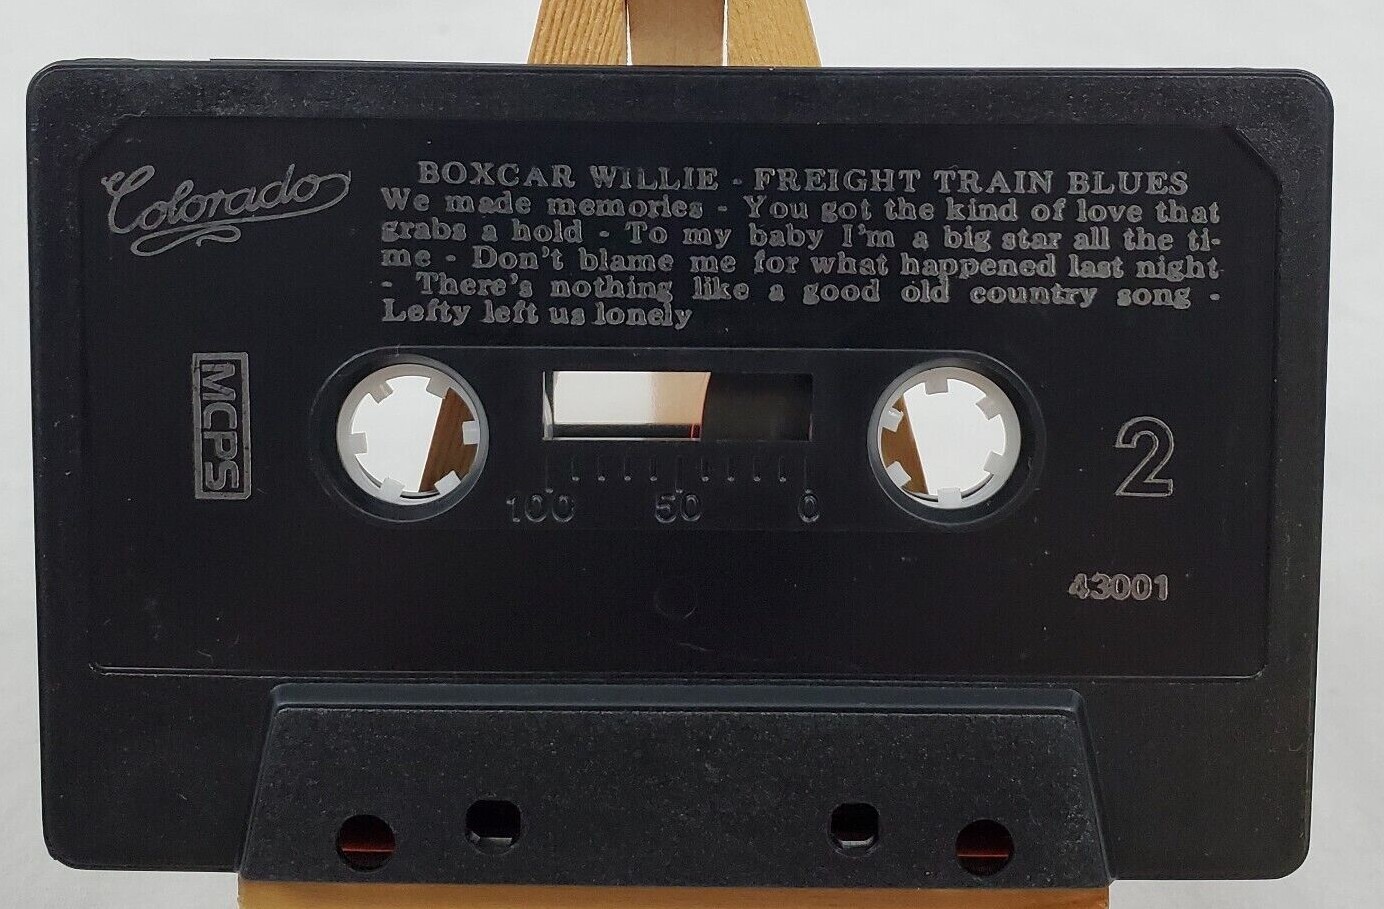 Colorado
BOXCAR WILLIE - FREIGHT TRAIN BLUES
We made memories - You got the kind of love that
grabs a hold - To my baby I'm a big star all the ti-
me - Don't blame me for what happened last night
- There's nothing like a good old country song -
Lefty left us lonely
MCPS
100 50 0
2
43001